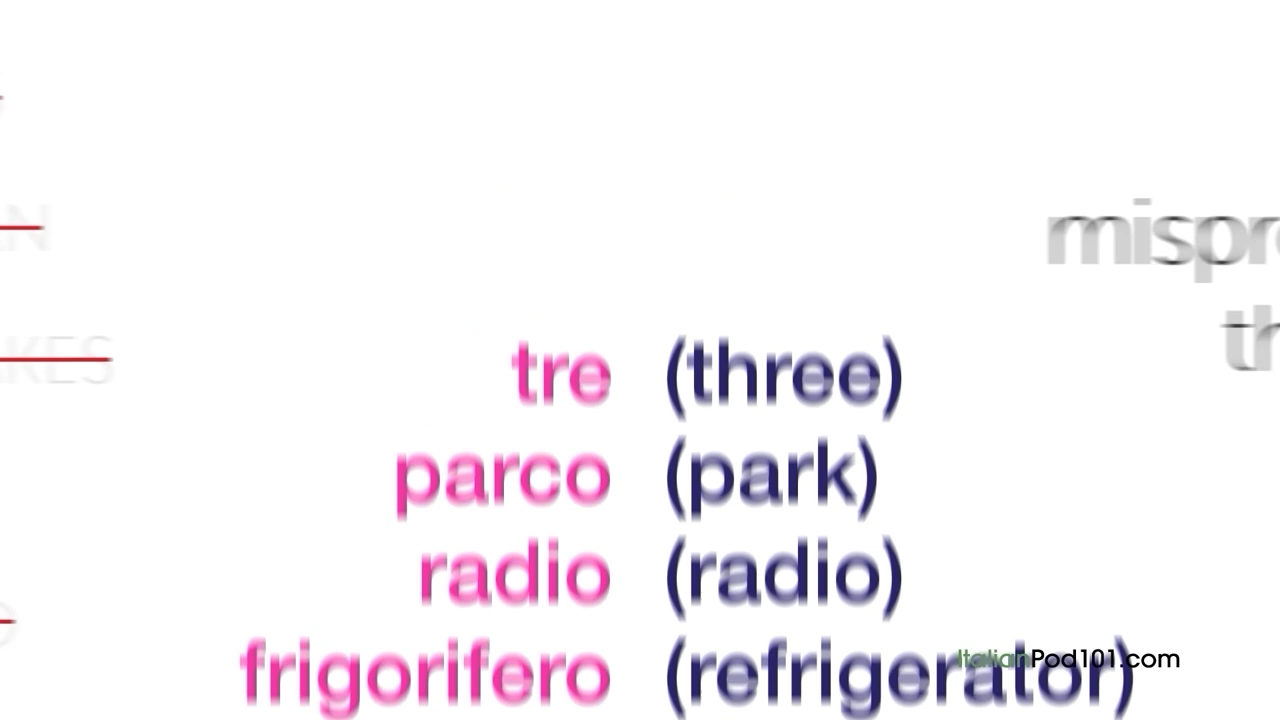 tre (three)
parco (park)
radio (radio)
frigorifero (refrigerator)
ItalianPod101.com